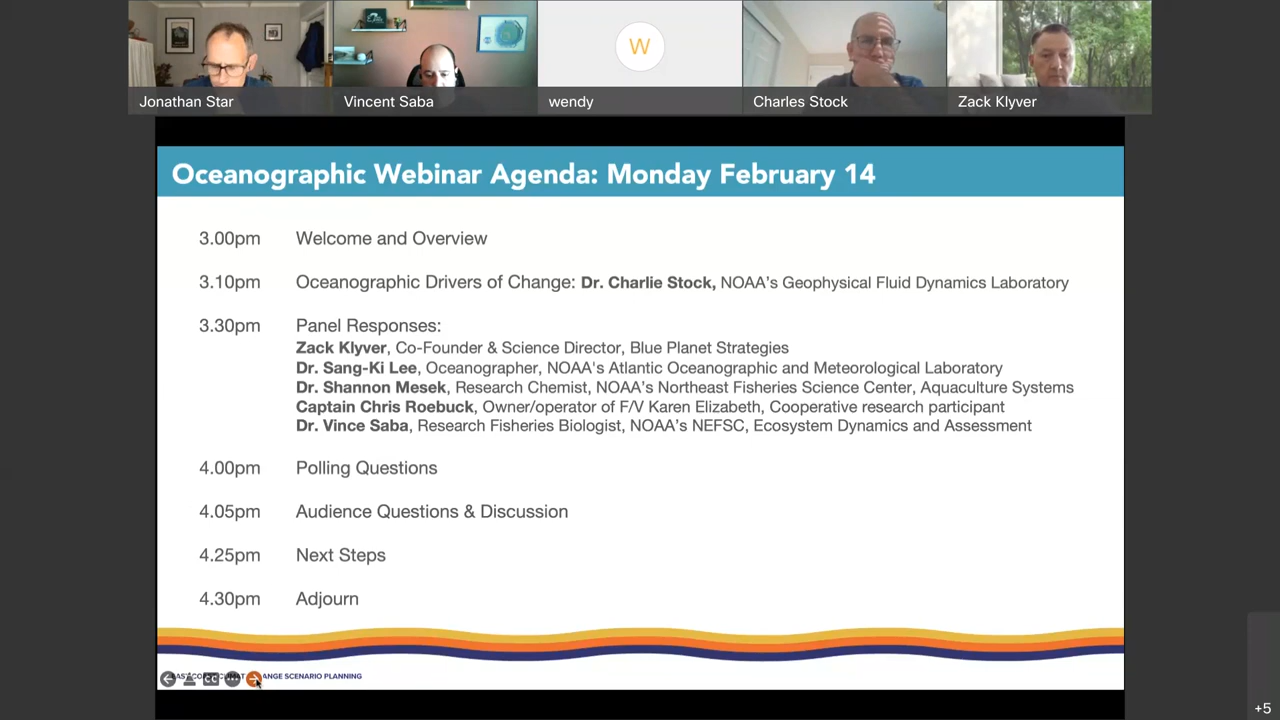 W
Jonathan Star
Vincent Saba
wendy
Charles Stock
Zack Klyver
Oceanographic Webinar Agenda: Monday February 14
3.00pm Welcome and Overview
3.10pm Oceanographic Drivers of Change: Dr. Charlie Stock, NOAA's Geophysical Fluid Dynamics Laboratory
3.30pm Panel Responses:
Zack Klyver, Co-Founder & Science Director, Blue Planet Strategies
Dr. Sang-Ki Lee, Oceanographer, NOAA's Atlantic Oceanographic and Meteorological Laboratory
Dr. Shannon Mesek, Research Chemist, NOAA's Northeast Fisheries Science Center, Aquaculture Systems
Captain Chris Roebuck, Owner/operator of F/V Karen Elizabeth, Cooperative research participant
Dr. Vince Saba, Research Fisheries Biologist, NOAA's NEFSC, Ecosystem Dynamics and Assessment
4.00pm Polling Questions
4.05pm Audience Questions & Discussion
4.25pm Next Steps
4.30pm Adjourn
CC ANGE SCENARIO PLANNING
+5